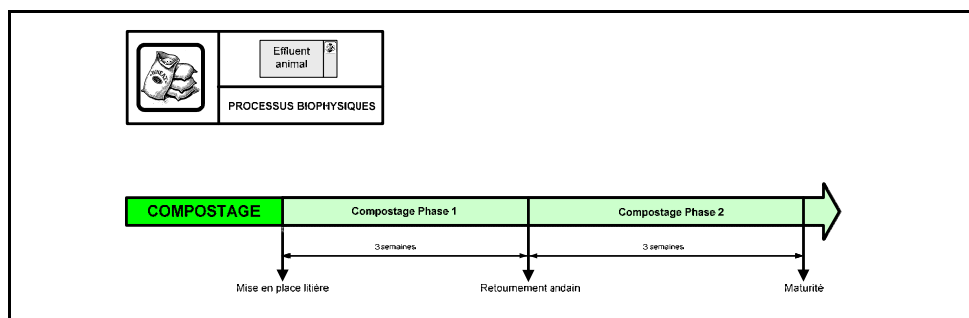 Effluent
animal
PROCESSUS BIOPHYSIQUES
COMPOSTAGE
Compostage Phase 1
Compostage Phase 2
3 semaines
3 semaines
Mise en place litière
Retournement andain
Maturité